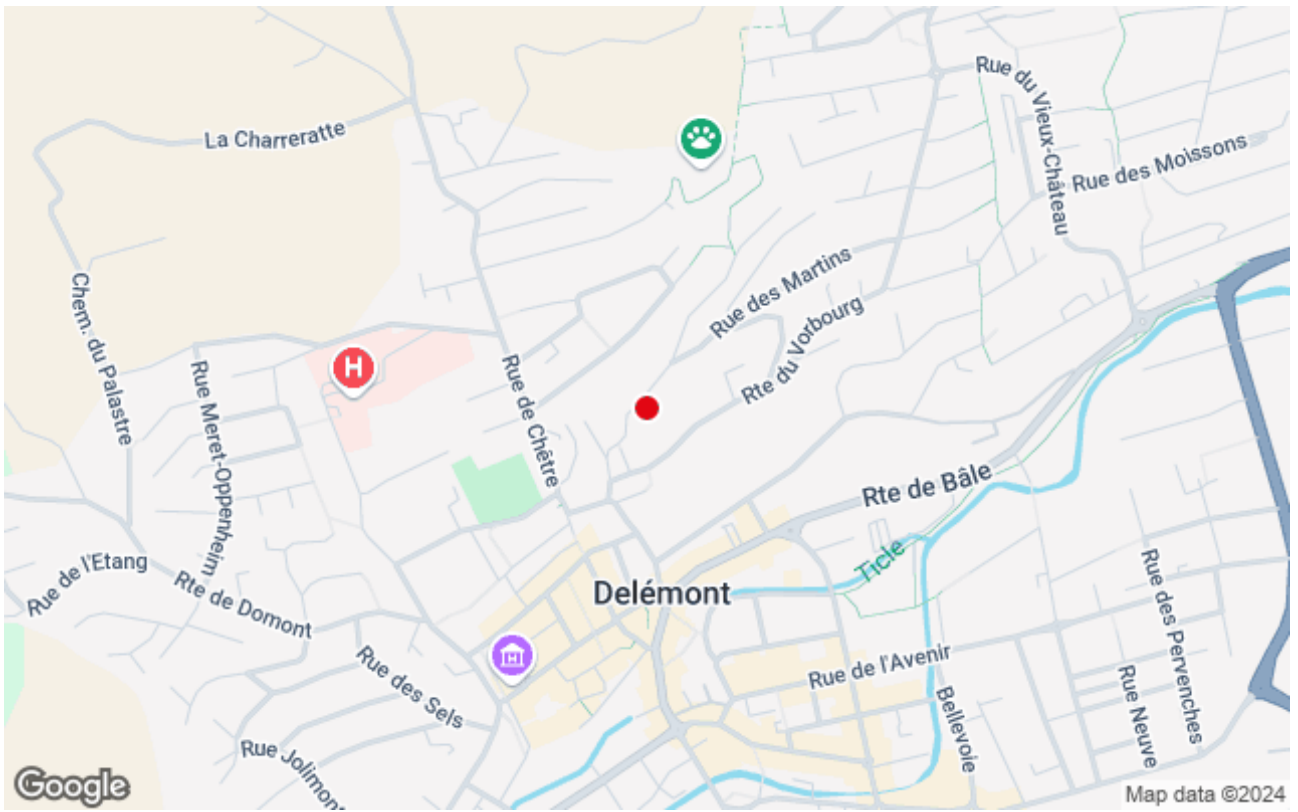 La Charreratte
Rue du Vieux-Château
Rue des Moissons
Chem. du Palastre
Rue des Martins
Rte du Vorbourg
H
Rue Meret-Oppenheim
Rue de Chêtre
Rte de Bâle
Rue de l'Etang
Rte de Domont
Delémont
Ticle
Rue des Pervenches
Rue des Sels
H
Rue de l'Avenir
Bellevoie
Rue Neuve
Rue Jolimont
Google
Map data ©2024